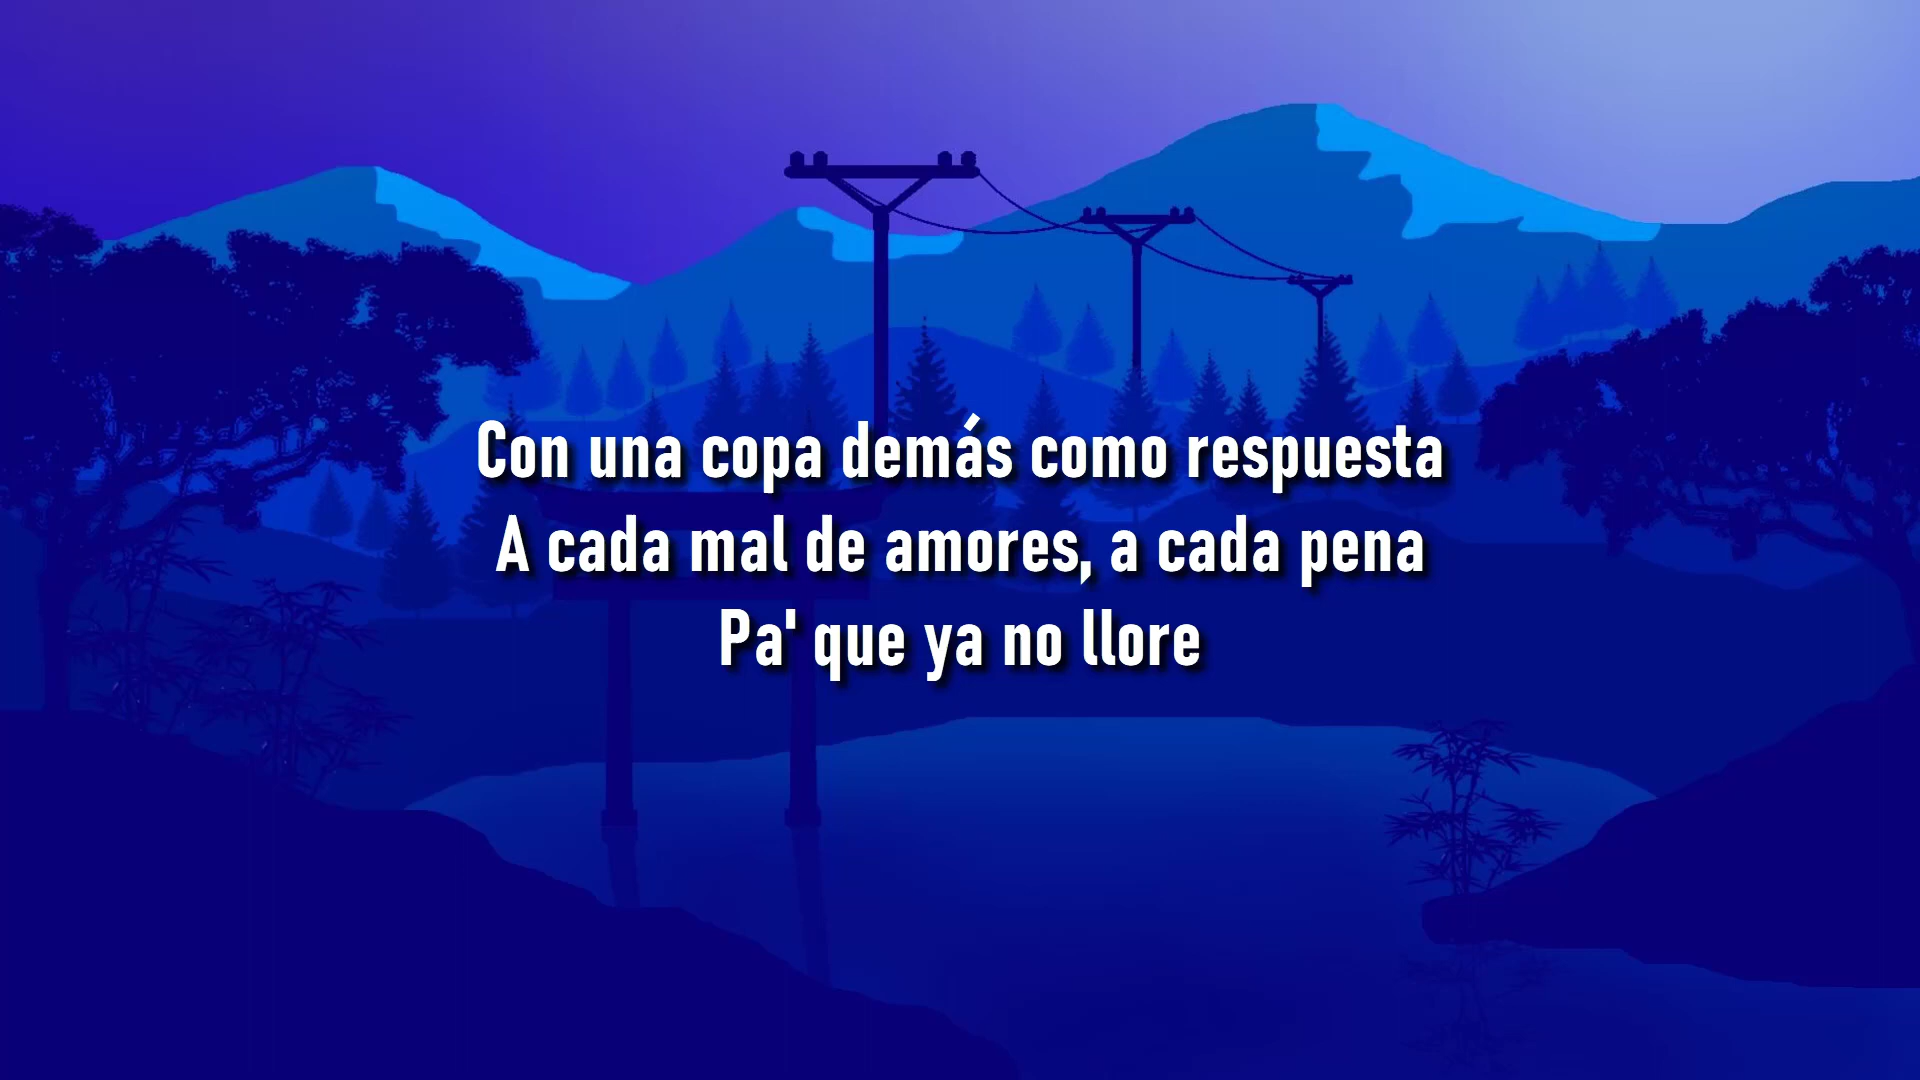 Con una copa demás como respuesta
A cada mal de amores, a cada pena
Pa' que ya no llore